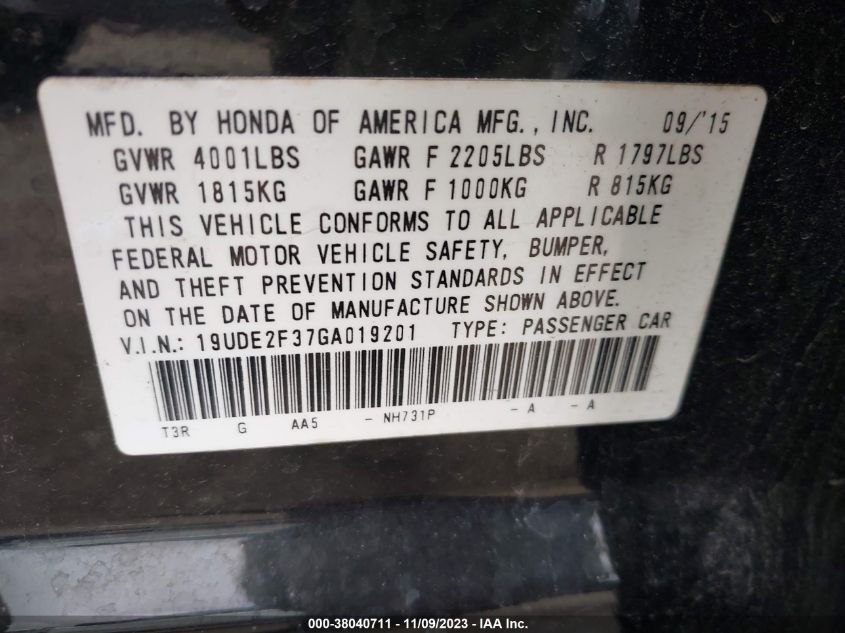 MFD. BY HONDA OF AMERICA MFG., INC. 09/'15
GVWR 4001LBS GAWR F 2205LBS R 1797LBS
GVWR 1815KG GAWR F 1000KG R 815KG
THIS VEHICLE CONFORMS TO ALL APPLICABLE
FEDERAL MOTOR VEHICLE SAFETY, BUMPER,
AND THEFT PREVENTION STANDARDS IN EFFECT
ON THE DATE OF MANUFACTURE SHOWN ABOVE.
V.I.N.: 19UDE2F37GA019201 TYPE: PASSENGER CAR
T3R G AA5 - NH731P - A - A
000-38040711 - 11/09/2023 - IAA Inc.